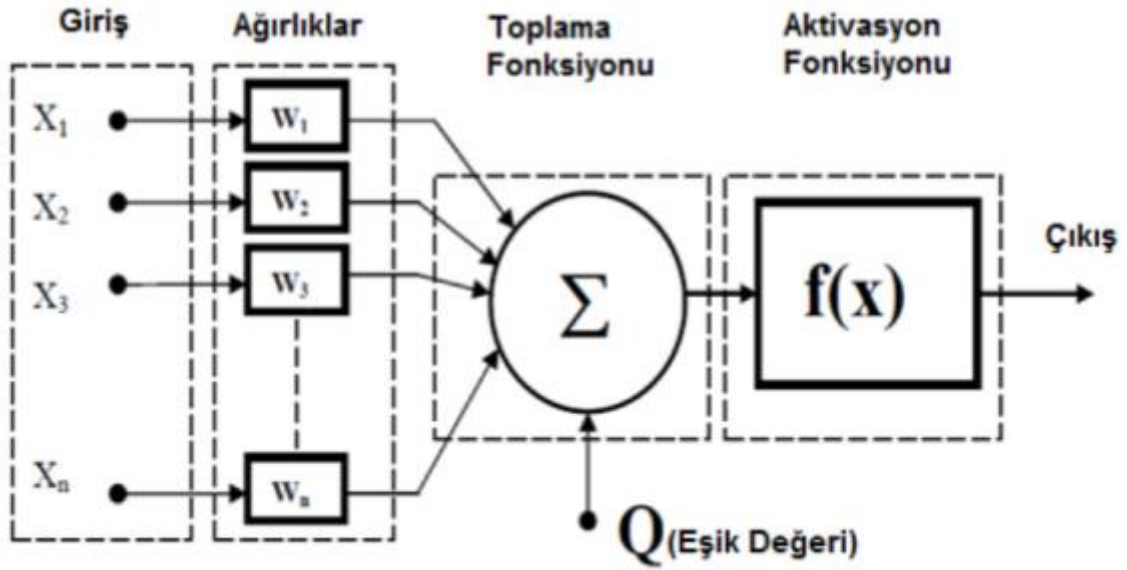 Giriş
Ağırlıklar
Toplama
Fonksiyonu
Aktivasyon
Fonksiyonu
X₁
W₁
X₂
W₂
X₃
W₃
Σ
f(x)
Çıkış
Xₙ
Wₙ
Q(Eşik Değeri)